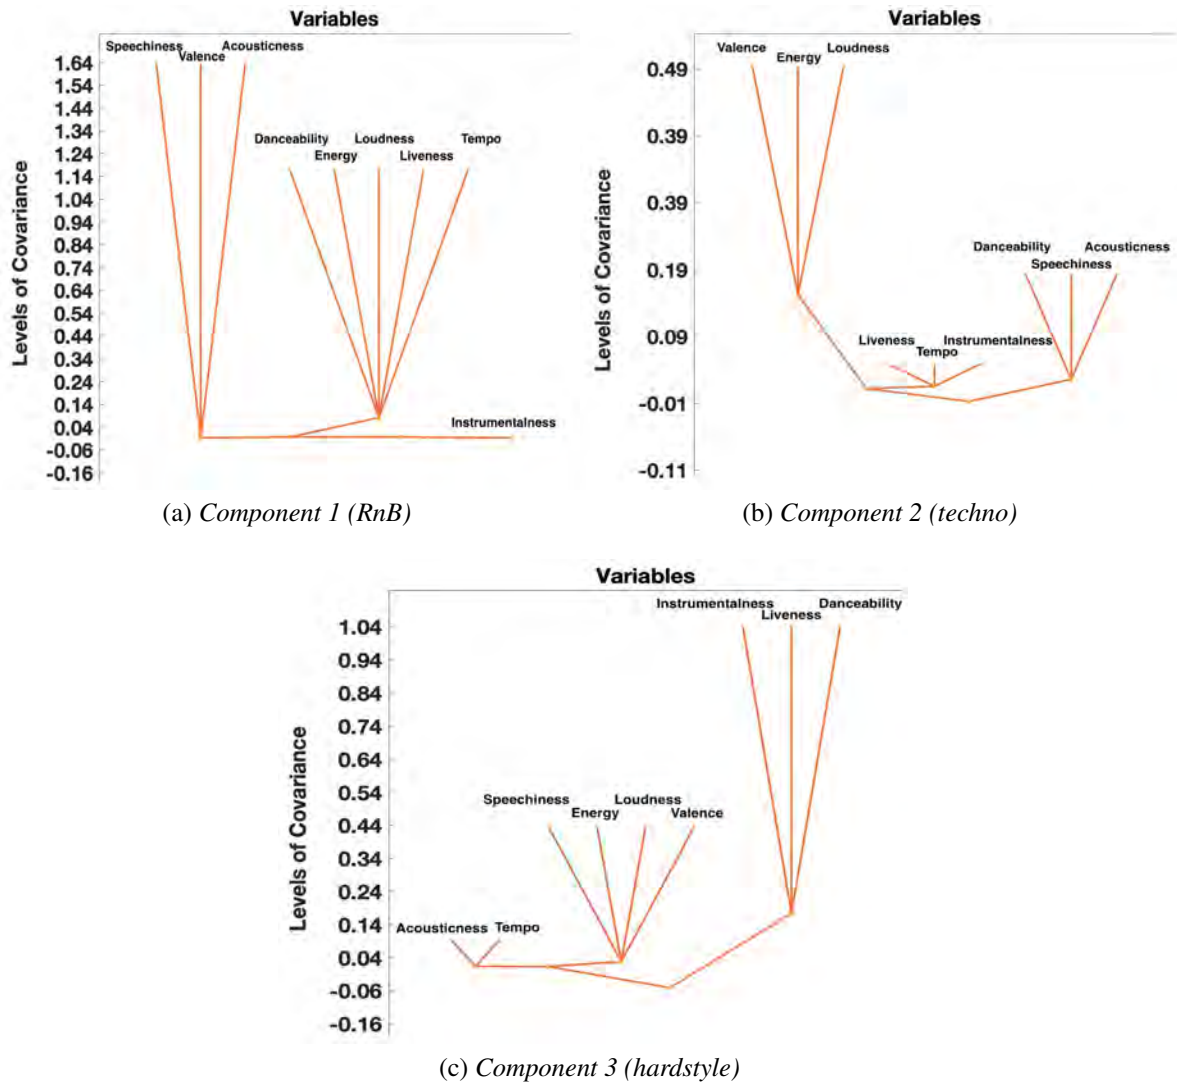 Variables
Speechiness
Valence
Acousticness
Danceability
Energy
Loudness
Liveness
Tempo
Instrumentalness
Levels of Covariance
1.64
1.54
1.44
1.34
1.24
1.14
1.04
0.94
0.84
0.74
0.64
0.54
0.44
0.34
0.24
0.14
0.04
-0.06
-0.16
(a) Component 1 (RnB)
Variables
Valence
Energy
Loudness
Danceability
Speechiness
Acousticness
Liveness
Tempo
Instrumentalness
Levels of Covariance
0.49
0.39
0.39
0.19
0.09
-0.01
-0.11
(b) Component 2 (techno)
Variables
Instrumentalness
Liveness
Danceability
Speechiness
Energy
Loudness
Valence
Acousticness
Tempo
Levels of Covariance
1.04
0.94
0.84
0.74
0.64
0.54
0.44
0.34
0.24
0.14
0.04
-0.06
-0.16
(c) Component 3 (hardstyle)